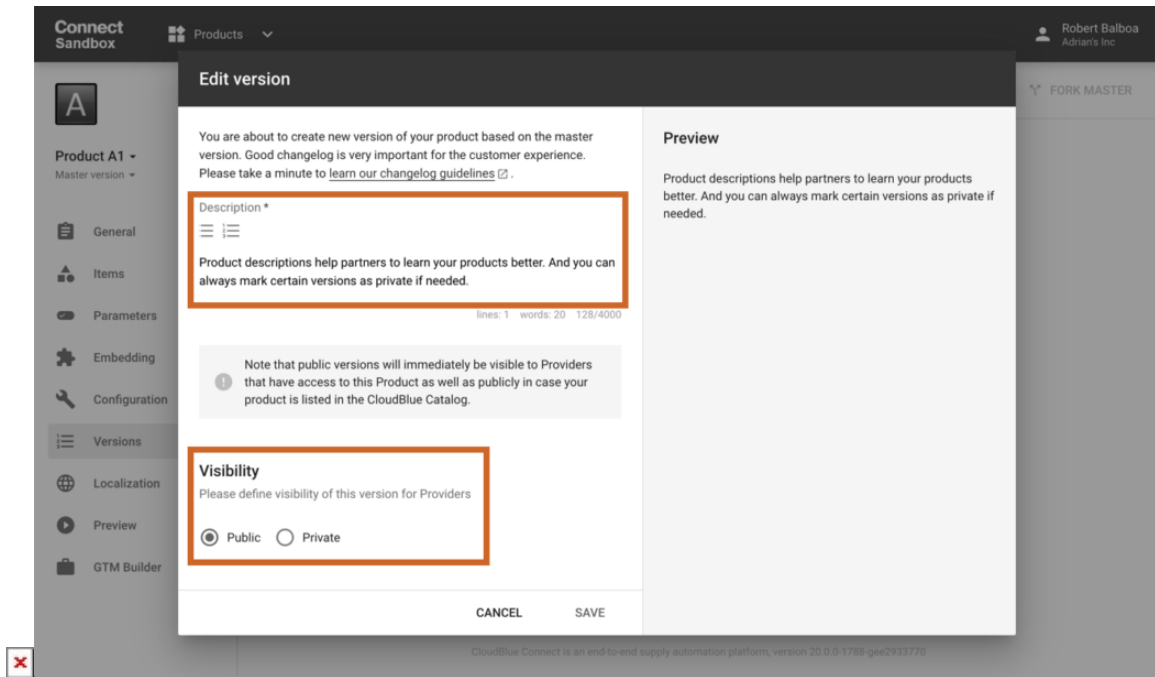 Connect
Sandbox
Products
Robert Balboa
Adrian's Inc
A
Product A1
Master version
FORK MASTER
General
Items
Parameters
Embedding
Configuration
Versions
Localization
Preview
GTM Builder
Edit version
You are about to create new version of your product based on the master
version. Good changelog is very important for the customer experience.
Please take a minute to learn our changelog guidelines .
Description *
Product descriptions help partners to learn your products better. And you can
always mark certain versions as private if needed.
lines: 1 words: 20 128/4000
Note that public versions will immediately be visible to Providers
that have access to this Product as well as publicly in case your
product is listed in the CloudBlue Catalog.
Visibility
Please define visibility of this version for Providers
Public Private
CANCEL SAVE
Preview
Product descriptions help partners to learn your products
better. And you can always mark certain versions as private if
needed.
CloudBlue Connect is an end-to-end supply automation platform, version 20.0.0-1788-gee2933770